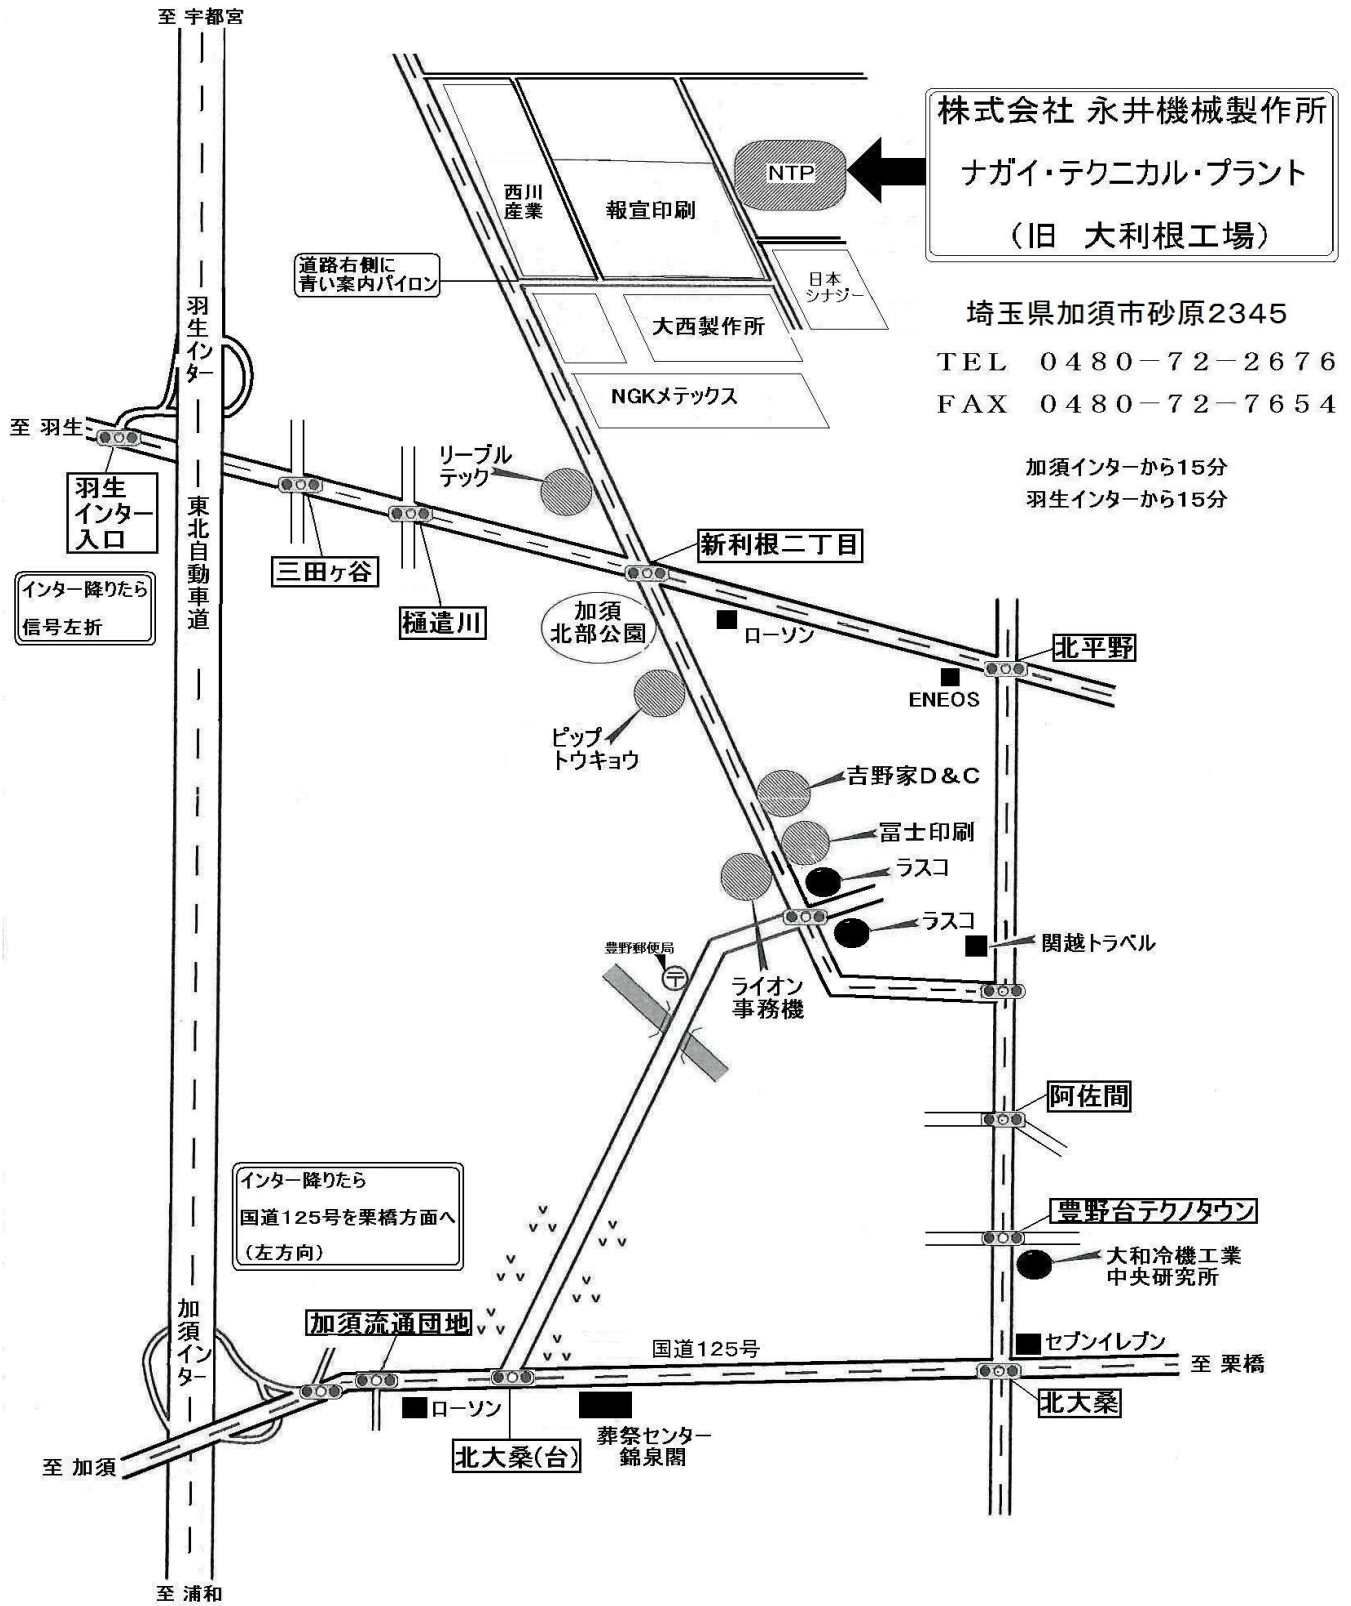 至 宇都宮
株式会社 永井機械製作所
ナガイ・テクニカル・プラント
（旧　大利根工場）
NTP
西川
産業
報宣印刷
道路右側に
青い案内パイロン
日本
シナジー
大西製作所
埼玉県加須市砂原2345
TEL　0480－72－2676
FAX　0480－72－7654
NGKメテックス
羽生インター
至 羽生
リーブル
テック
加須インターから15分
羽生インターから15分
羽生
インター
入口
東北自動車道
三田ヶ谷
新利根二丁目
インター降りたら
信号左折
樋遣川
加須
北部公園
ローソン
北平野
ENEOS
ピップ
トウキョウ
吉野家D＆C
冨士印刷
ラスコ
ラスコ
関越トラベル
豊野郵便局
〒
ライオン
事務機
阿佐間
インター降りたら
国道125号を栗橋方面へ
（左方向）
豊野台テクノタウン
大和冷機工業
中央研究所
加須インター
加須流通団地
国道125号
セブンイレブン
至 栗橋
ローソン
北大桑
北大桑(台)
葬祭センター
錦泉閣
至 加須
至 浦和